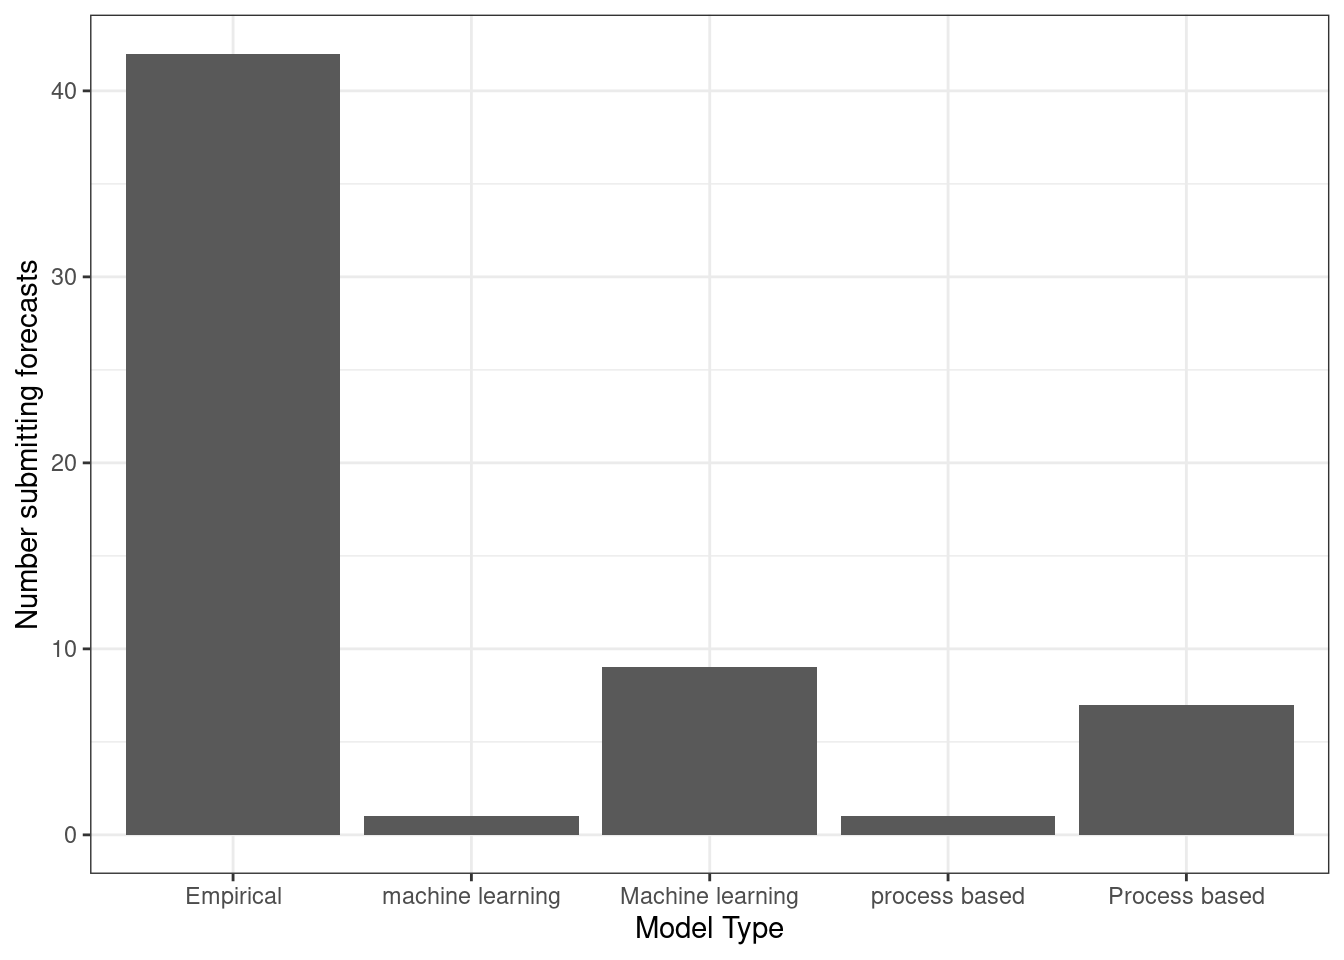 Number submitting forecasts
40
30
20
10
0
Empirical machine learning Machine learning process based Process based
Model Type